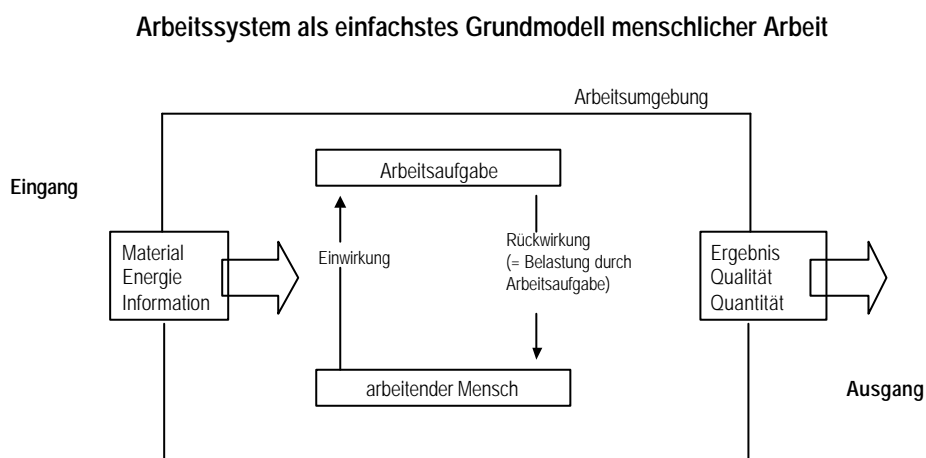 Arbeitssystem als einfachstes Grundmodell menschlicher Arbeit
Arbeitsumgebung
Arbeitsaufgabe
Eingang
Material
Energie
Information
Einwirkung
Rückwirkung
(= Belastung durch
Arbeitsaufgabe)
Ergebnis
Qualität
Quantität
arbeitender Mensch
Ausgang